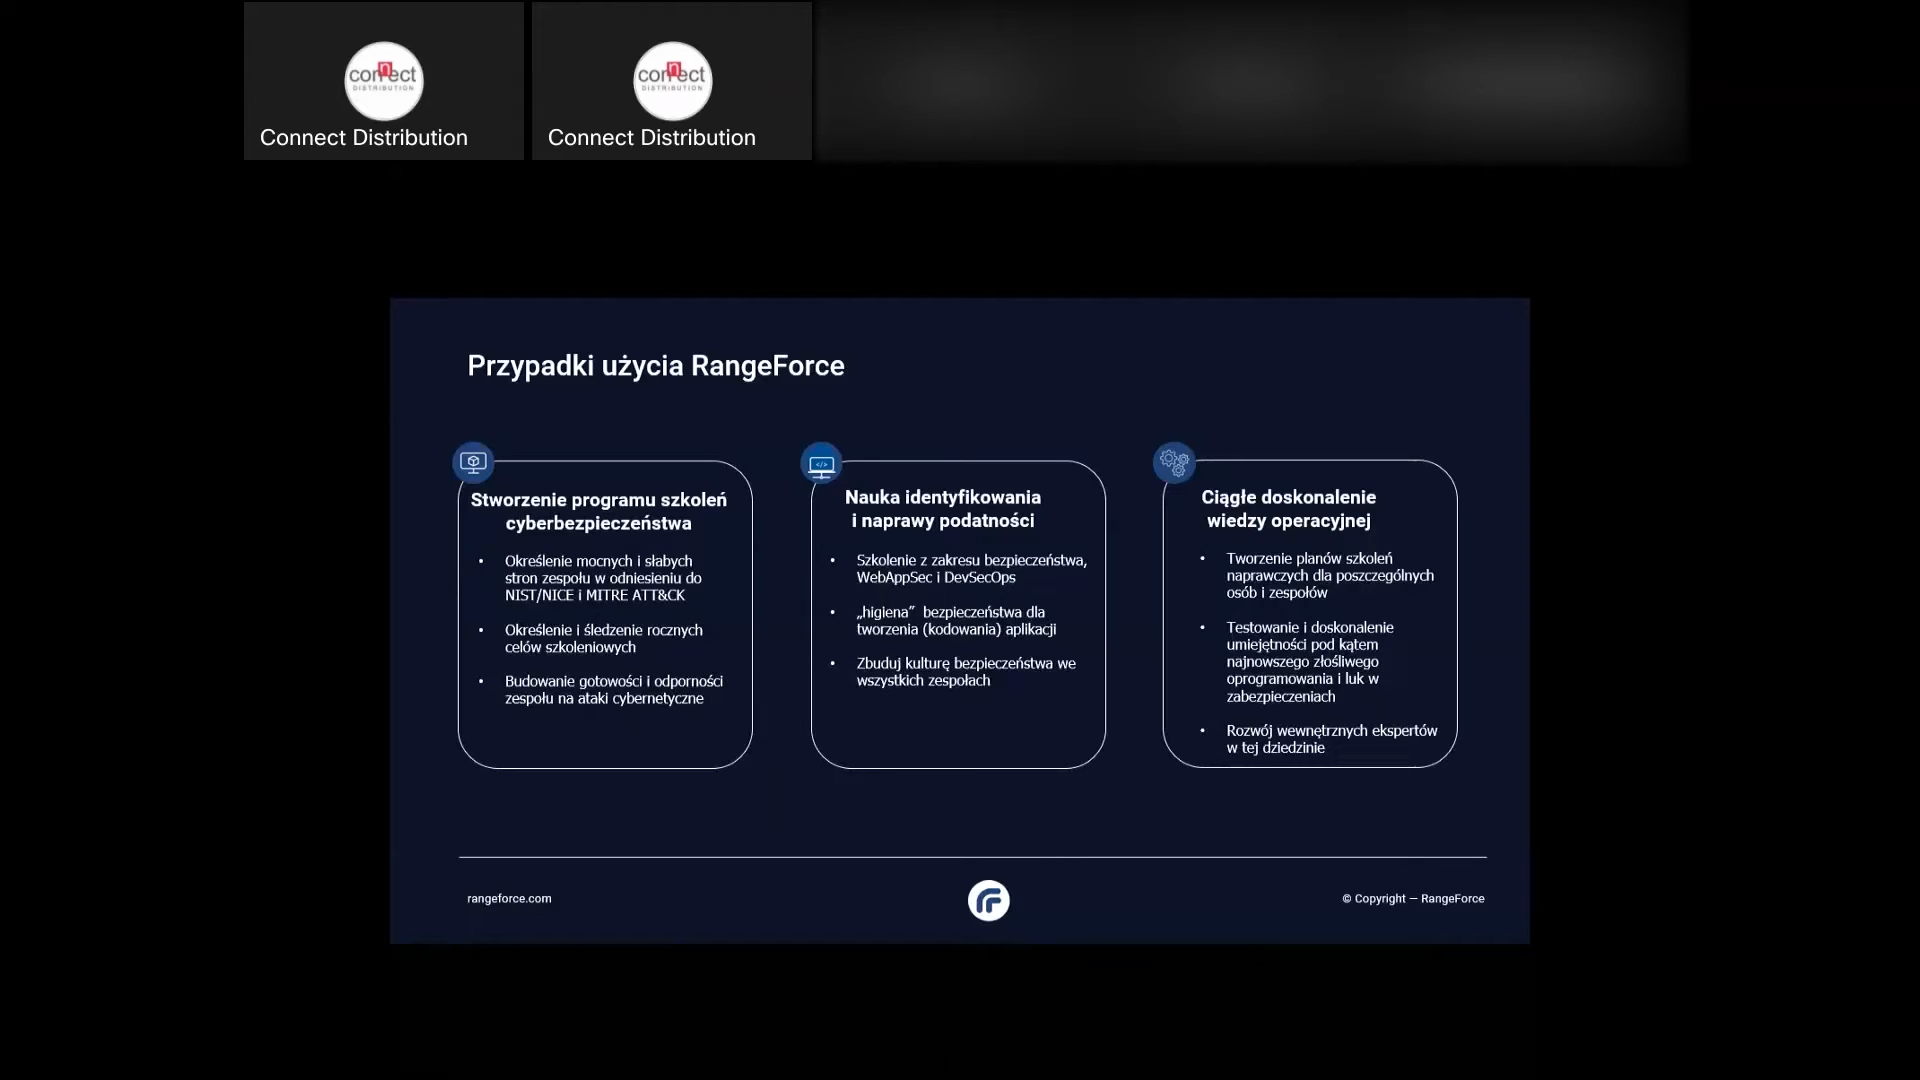 connect
DISTRIBUTION
Connect Distribution
connect
DISTRIBUTION
Connect Distribution
Przypadki użycia RangeForce
Stworzenie programu szkoleń
cyberbezpieczeństwa
• Określenie mocnych i słabych
stron zespołu w odniesieniu do
NIST/NICE i MITRE ATT&CK
• Określenie i śledzenie rocznych
celów szkoleniowych
• Budowanie gotowości i odporności
zespołu na ataki cybernetyczne
</>
Nauka identyfikowania
i naprawy podatności
• Szkolenie z zakresu bezpieczeństwa,
WebAppSec i DevSecOps
• „higiena” bezpieczeństwa dla
tworzenia (kodowania) aplikacji
• Zbuduj kulturę bezpieczeństwa we
wszystkich zespołach
Ciągłe doskonalenie
wiedzy operacyjnej
• Tworzenie planów szkoleń
naprawczych dla poszczególnych
osób i zespołów
• Testowanie i doskonalenie
umiejętności pod kątem
najnowszego złośliwego
oprogramowania i luk w
zabezpieczeniach
• Rozwój wewnętrznych ekspertów
w tej dziedzinie
rangeforce.com
© Copyright — RangeForce